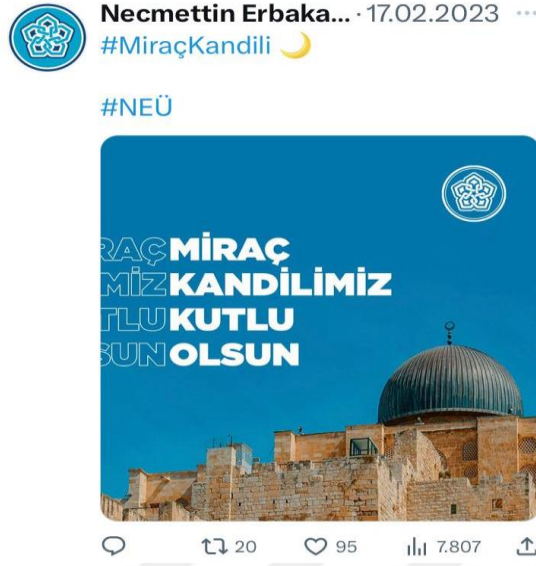 Necmettin Erbaka... · 17.02.2023
#MiraçKandili
#NEÜ
RAÇ MİRAÇ
MİZ KANDİLİMİZ
TLU KUTLU
SUN OLSUN
20 95 7.807